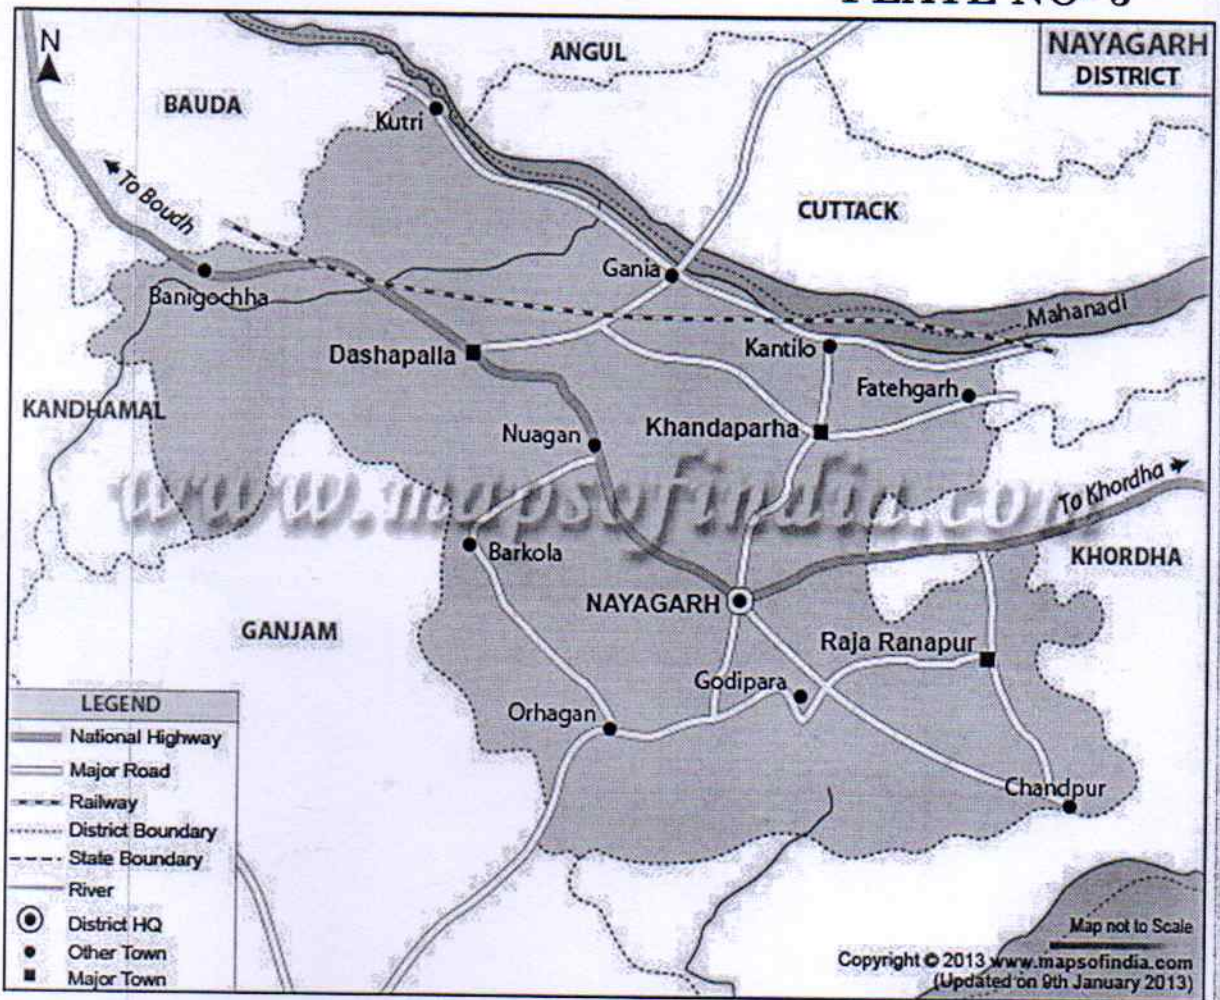 NAYAGARH
DISTRICT
N
ANGUL
BAUDA
Kutri
To Boudh
CUTTACK
Gania
Banigochha
Mahanadi
Dashapalla
Kantilo
Fatehgarh
KANDHAMAL
Nuagan
Khandaparha
www.mapsofindia.com
To Khordha
Barkola
KHORDHA
NAYAGARH
GANJAM
Raja Ranapur
Godipara
Orhagan
Chandpur
LEGEND
National Highway
Major Road
Railway
District Boundary
State Boundary
River
District HQ
Other Town
Major Town
Map not to Scale
Copyright © 2013 www.mapsofindia.com
(Updated on 9th January 2013)